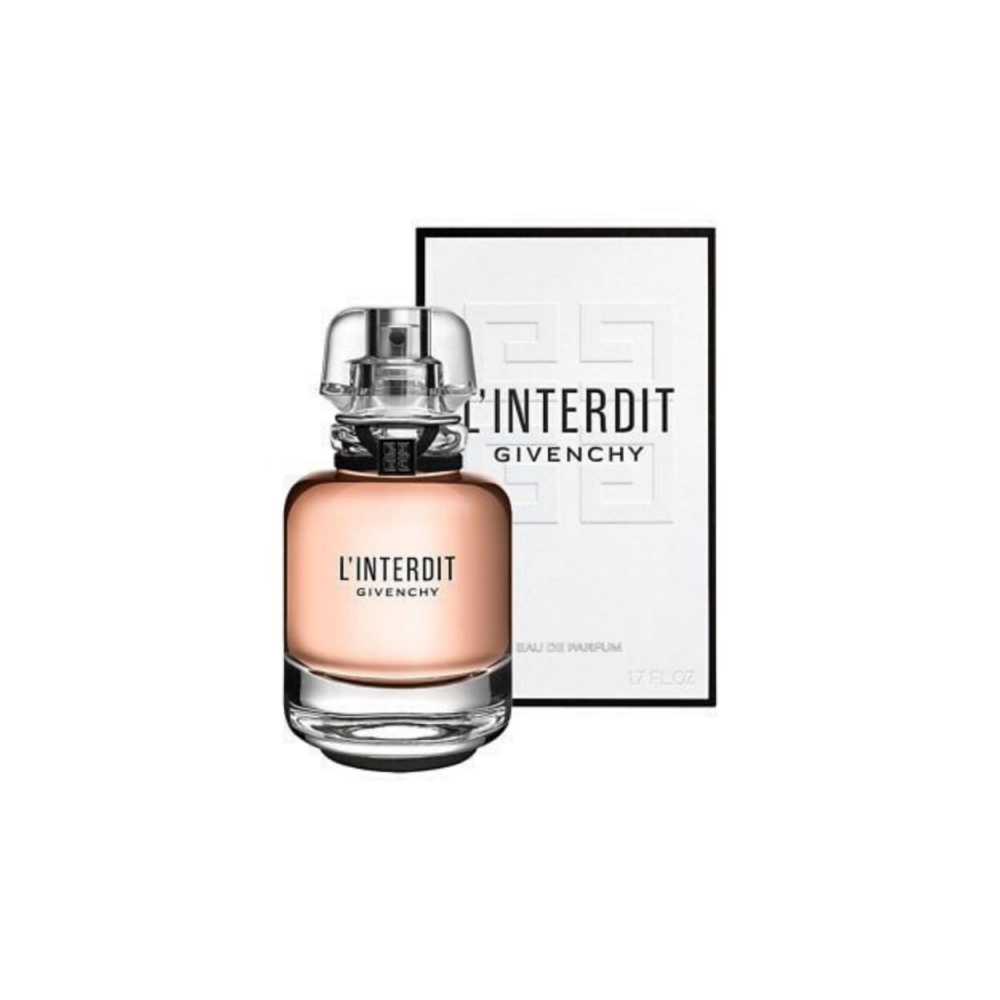 L'INTERDIT
GIVENCHY
EAU DE PARFUM
1.7 FL.OZ
L'INTERDIT
GIVENCHY